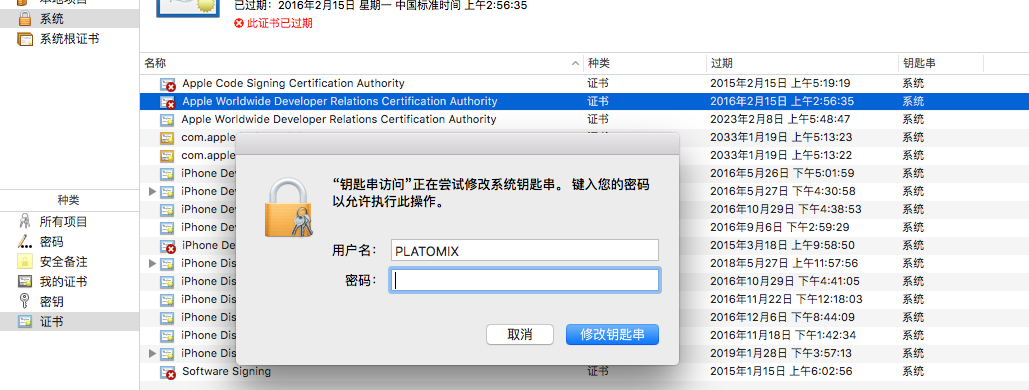 本地项目
系统
系统根证书
已过期：2016年2月15日 星期一 中国标准时间 上午2:56:35
此证书已过期
名称 种类 过期 钥匙串
Apple Code Signing Certification Authority 证书 2015年2月15日 上午5:19:19 系统
Apple Worldwide Developer Relations Certification Authority 证书 2016年2月15日 上午2:56:35 系统
Apple Worldwide Developer Relations Certification Authority 证书 2023年2月8日 上午5:48:47 系统
com.apple 证书 2033年1月19日 上午5:13:23 系统
com.apple 2033年1月19日 上午5:13:22 系统
iPhone Dev 2016年5月26日 下午5:01:59 系统
iPhone Dev 2016年5月27日 上午4:30:58 系统
iPhone Dev 2016年10月29日 上午4:38:53 系统
iPhone Dev 2016年9月6日 下午2:59:29 系统
iPhone De 2015年3月18日 上午9:58:50 系统
iPhone Dis 2018年5月27日 上午11:57:56 系统
iPhone Dis 2016年10月29日 上午4:41:05 系统
iPhone Dis 2016年11月22日 下午12:18:03 系统
iPhone Dis 2016年12月6日 下午8:44:09 系统
iPhone Dis 2016年11月18日 下午1:42:34 系统
iPhone Dis 2019年1月28日 下午3:57:13 系统
Software Signing 证书 2015年1月15日 上午6:02:56 系统
种类
所有项目
密码
安全备注
我的证书
密钥
证书
“钥匙串访问”正在尝试修改系统钥匙串。 键入您的密码
以允许执行此操作。
用户名： PLATOMIX
密码：
取消 修改钥匙串